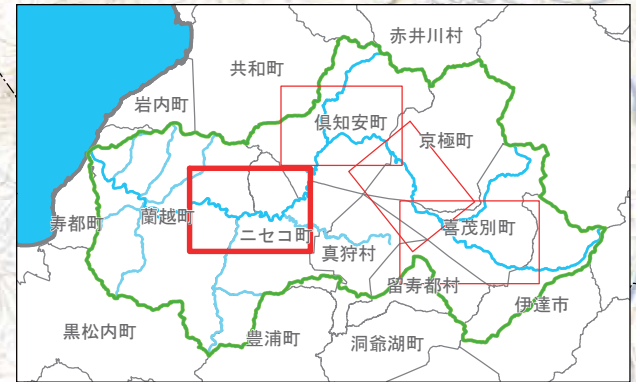 赤井川村
共和町
岩内町
倶知安町
京極町
寿都町
蘭越町
ニセコ町
喜茂別町
真狩村
留寿都村
伊達市
黒松内町
豊浦町
洞爺湖町